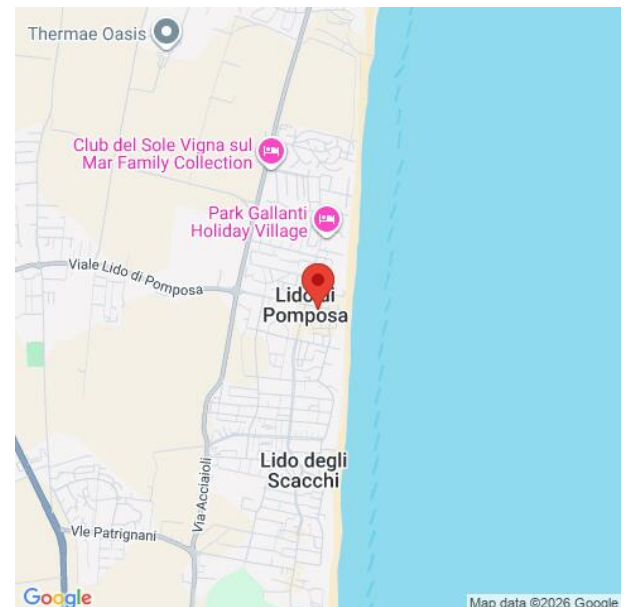 Thermae Oasis
Club del Sole Vigna sul
Mar Family Collection
Park Gallanti
Holiday Village
Viale Lido di Pomposa
Lido di
Pomposa
Lido degli
Scacchi
Via Acciaioli
Vle Patrignani
Google
Map data ©2026 Google